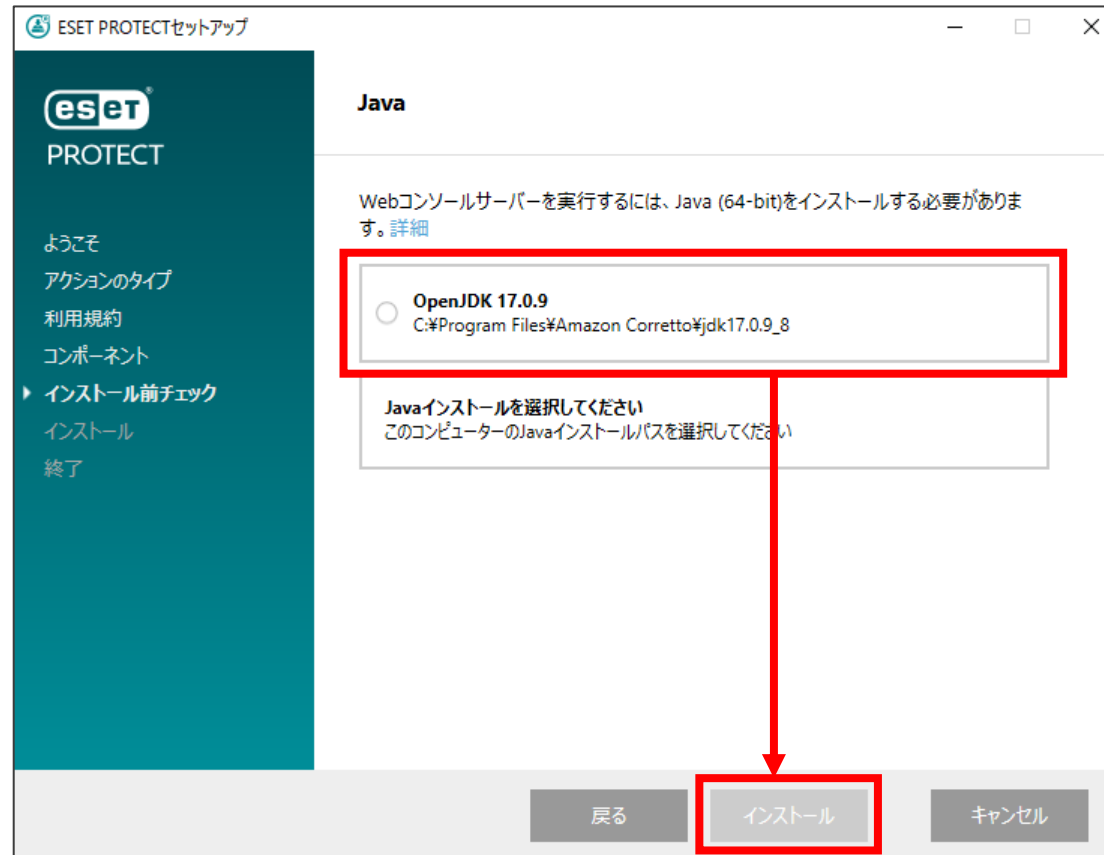 ESET PROTECTセットアップ
eseT
PROTECT
ようこそ
アクションのタイプ
利用規約
コンポーネント
インストール前チェック
インストール
終了
Java
Webコンソールサーバーを実行するには、Java (64-bit)をインストールする必要がありま
す。詳細
OpenJDK 17.0.9
C:¥Program Files¥Amazon Corretto¥jdk17.0.9_8
Javaインストールを選択してください
このコンピューターのJavaインストールパスを選択してください
戻る
インストール
キャンセル